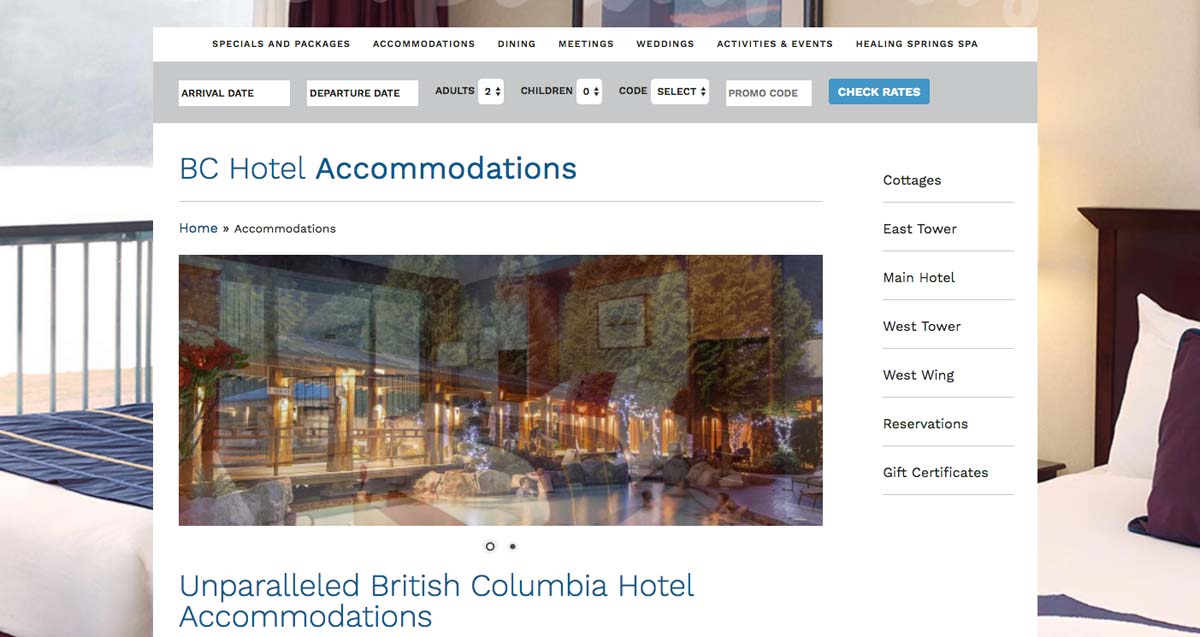 SPECIALS AND PACKAGES ACCOMMODATIONS DINING MEETINGS WEDDINGS ACTIVITIES & EVENTS HEALING SPRINGS SPA
ARRIVAL DATE DEPARTURE DATE ADULTS 2 CHILDREN 0 CODE SELECT PROMO CODE CHECK RATES
BC Hotel Accommodations
Home » Accommodations
Cottages
East Tower
Main Hotel
West Tower
West Wing
Reservations
Gift Certificates
Unparalleled British Columbia Hotel
Accommodations